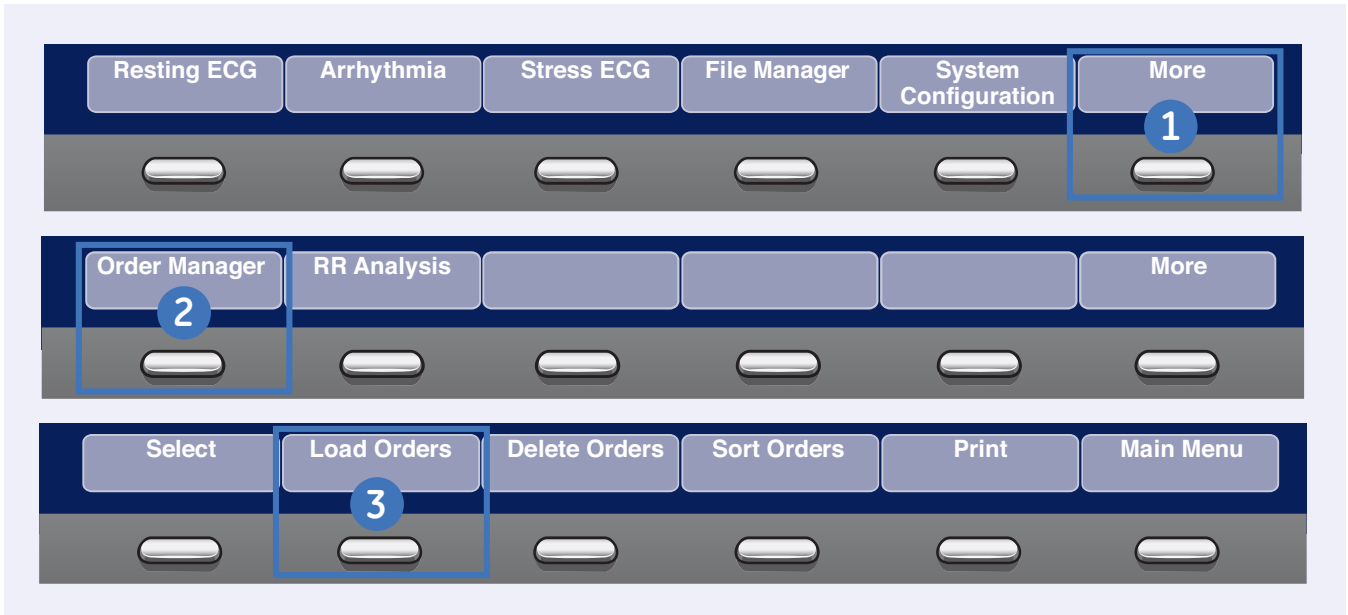 Resting ECG Arrhythmia Stress ECG File Manager System Configuration More
1
Order Manager RR Analysis More
2
Select Load Orders Delete Orders Sort Orders Print Main Menu
3